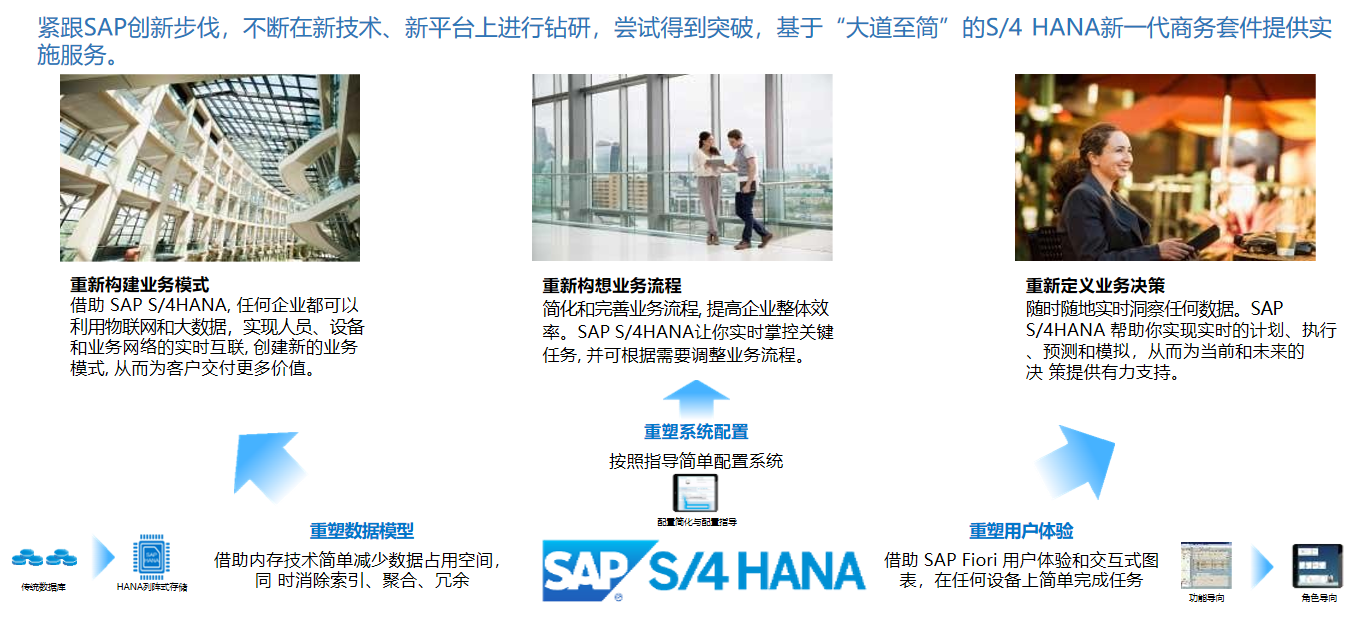 紧跟SAP创新步伐，不断在新技术、新平台上进行钻研，尝试得到突破，基于“大道至简”的S/4 HANA新一代商务套件提供实
施服务。
重新构建业务模式
借助 SAP S/4HANA, 任何企业都可以
利用物联网和大数据，实现人员、设备
和业务网络的实时互联, 创建新的业务
模式, 从而为客户交付更多价值。
重新构想业务流程
简化和完善业务流程, 提高企业整体效
率。SAP S/4HANA让你实时掌控关键
任务, 并可根据需要调整业务流程。
重新定义业务决策
随时随地实时洞察任何数据。SAP
S/4HANA 帮助你实现实时的计划、执行
、预测和模拟，从而为当前和未来的
决 策提供有力支持。
重塑系统配置
按照指导简单配置系统
配置简化与配置指导
重塑数据模型
借助内存技术简单减少数据占用空间，
同 时消除索引、聚合、冗余
传统数据库
SAP HANA
HANA列阵式存储
SAP S/4 HANA
重塑用户体验
借助 SAP Fiori 用户体验和交互式图
表，在任何设备上简单完成任务
功能导向
角色导向